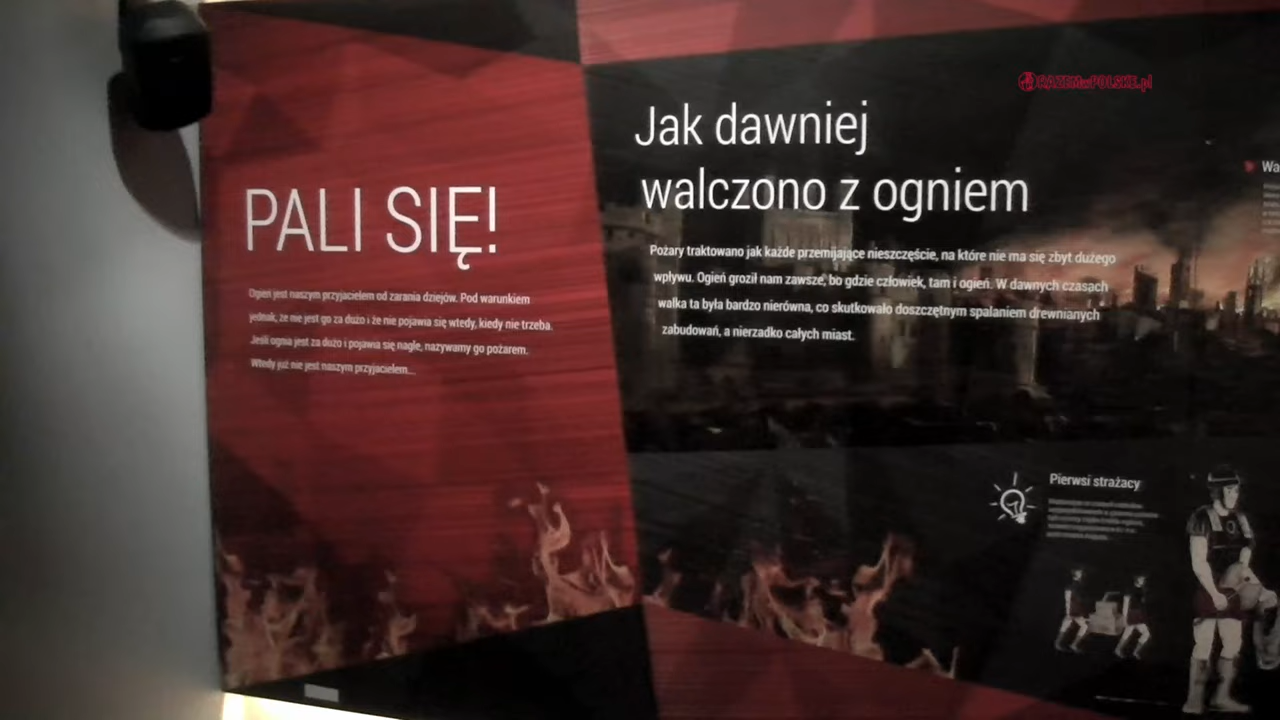 RAZEMzPOLSKE.pl
PALI SIĘ!
Ogień jest naszym przyjacielem od zarania dziejów. Pod warunkiem
jednak, że nie jest go za dużo i że nie pojawia się wtedy, kiedy nie trzeba.
Jeśli ognia jest za dużo i pojawia się nagle, nazywamy go pożarem.
Wtedy już nie jest naszym przyjacielem...
Jak dawniej
walczono z ogniem
Pożary traktowano jak każde przemijające nieszczęście, na które nie ma się zbyt dużego
wpływu. Ogień groził nam zawsze, bo gdzie człowiek, tam i ogień. W dawnych czasach
walka ta była bardzo nierówna, co skutkowało doszczętnym spalaniem drewnianych
zabudowań, a nierzadko całych miast.
Wa
Pierwsi strażacy